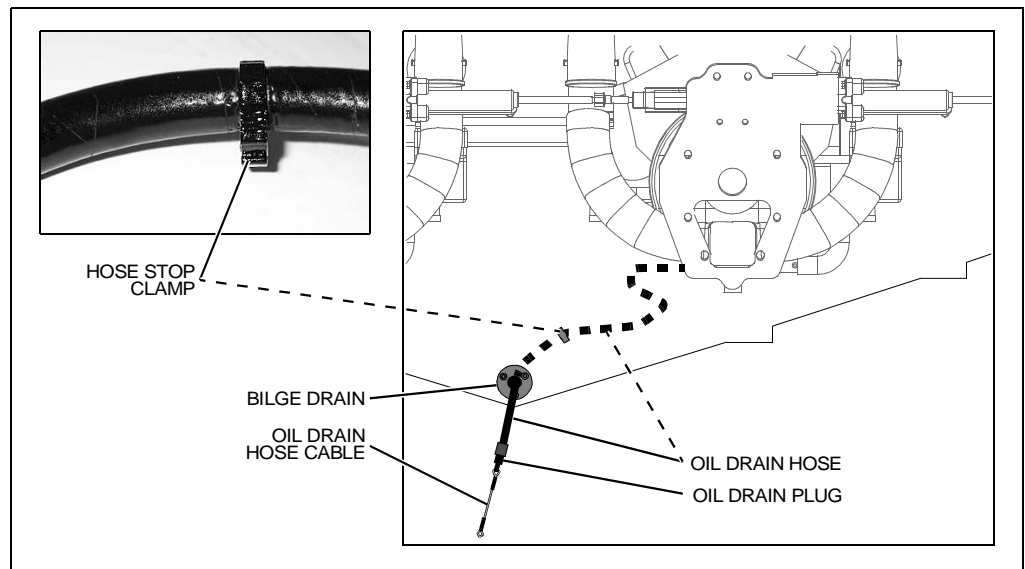 HOSE STOP
CLAMP
BILGE DRAIN
OIL DRAIN
HOSE CABLE
OIL DRAIN HOSE
OIL DRAIN PLUG